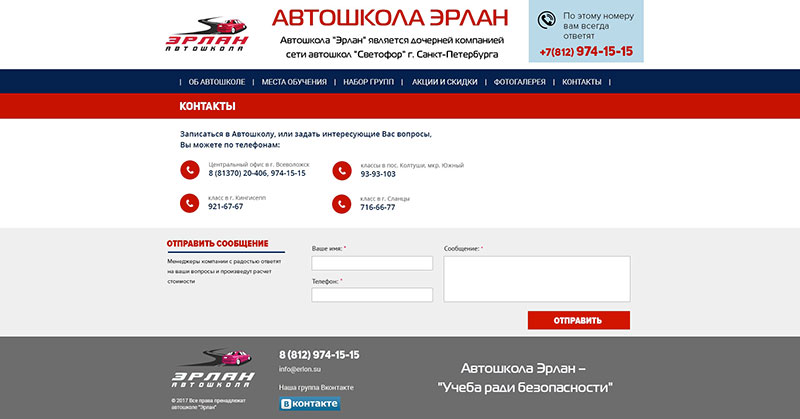 ЭРЛАН
АВТОШКОЛА
АВТОШКОЛА ЭРЛАН
Автошкола "Эрлан" является дочерней компанией
сети автошкол "Светофор" г. Санкт-Петербурга
По этому номеру
вам всегда
ответят
+7(812) 974-15-15
| ОБ АВТОШКОЛЕ | МЕСТА ОБУЧЕНИЯ | НАБОР ГРУПП | АКЦИИ И СКИДКИ | ФОТОГАЛЕРЕЯ | КОНТАКТЫ |
КОНТАКТЫ
Записаться в Автошколу, или задать интересующие Вас вопросы,
Вы можете по телефонам:
Центральный офис в г. Всеволожск
8 (81370) 20-406, 974-15-15
классы в пос. Колтуши, мкр. Южный
93-93-103
класс в г. Кингисепп
921-67-67
класс в г. Сланцы
716-66-77
ОТПРАВИТЬ СООБЩЕНИЕ
Менеджеры компании с радостью ответят
на ваши вопросы и произведут расчет
стоимости
Ваше имя: *
Телефон: *
Сообщение: *
ОТПРАВИТЬ
ЭРЛАН
АВТОШКОЛА
© 2017 Все права пренадлежат
автошколе "Эрлан"
8 (812) 974-15-15
info@erlon.su
Наша группа Вконтакте
В контакте
Автошкола Эрлан –
"Учеба ради безопасности"